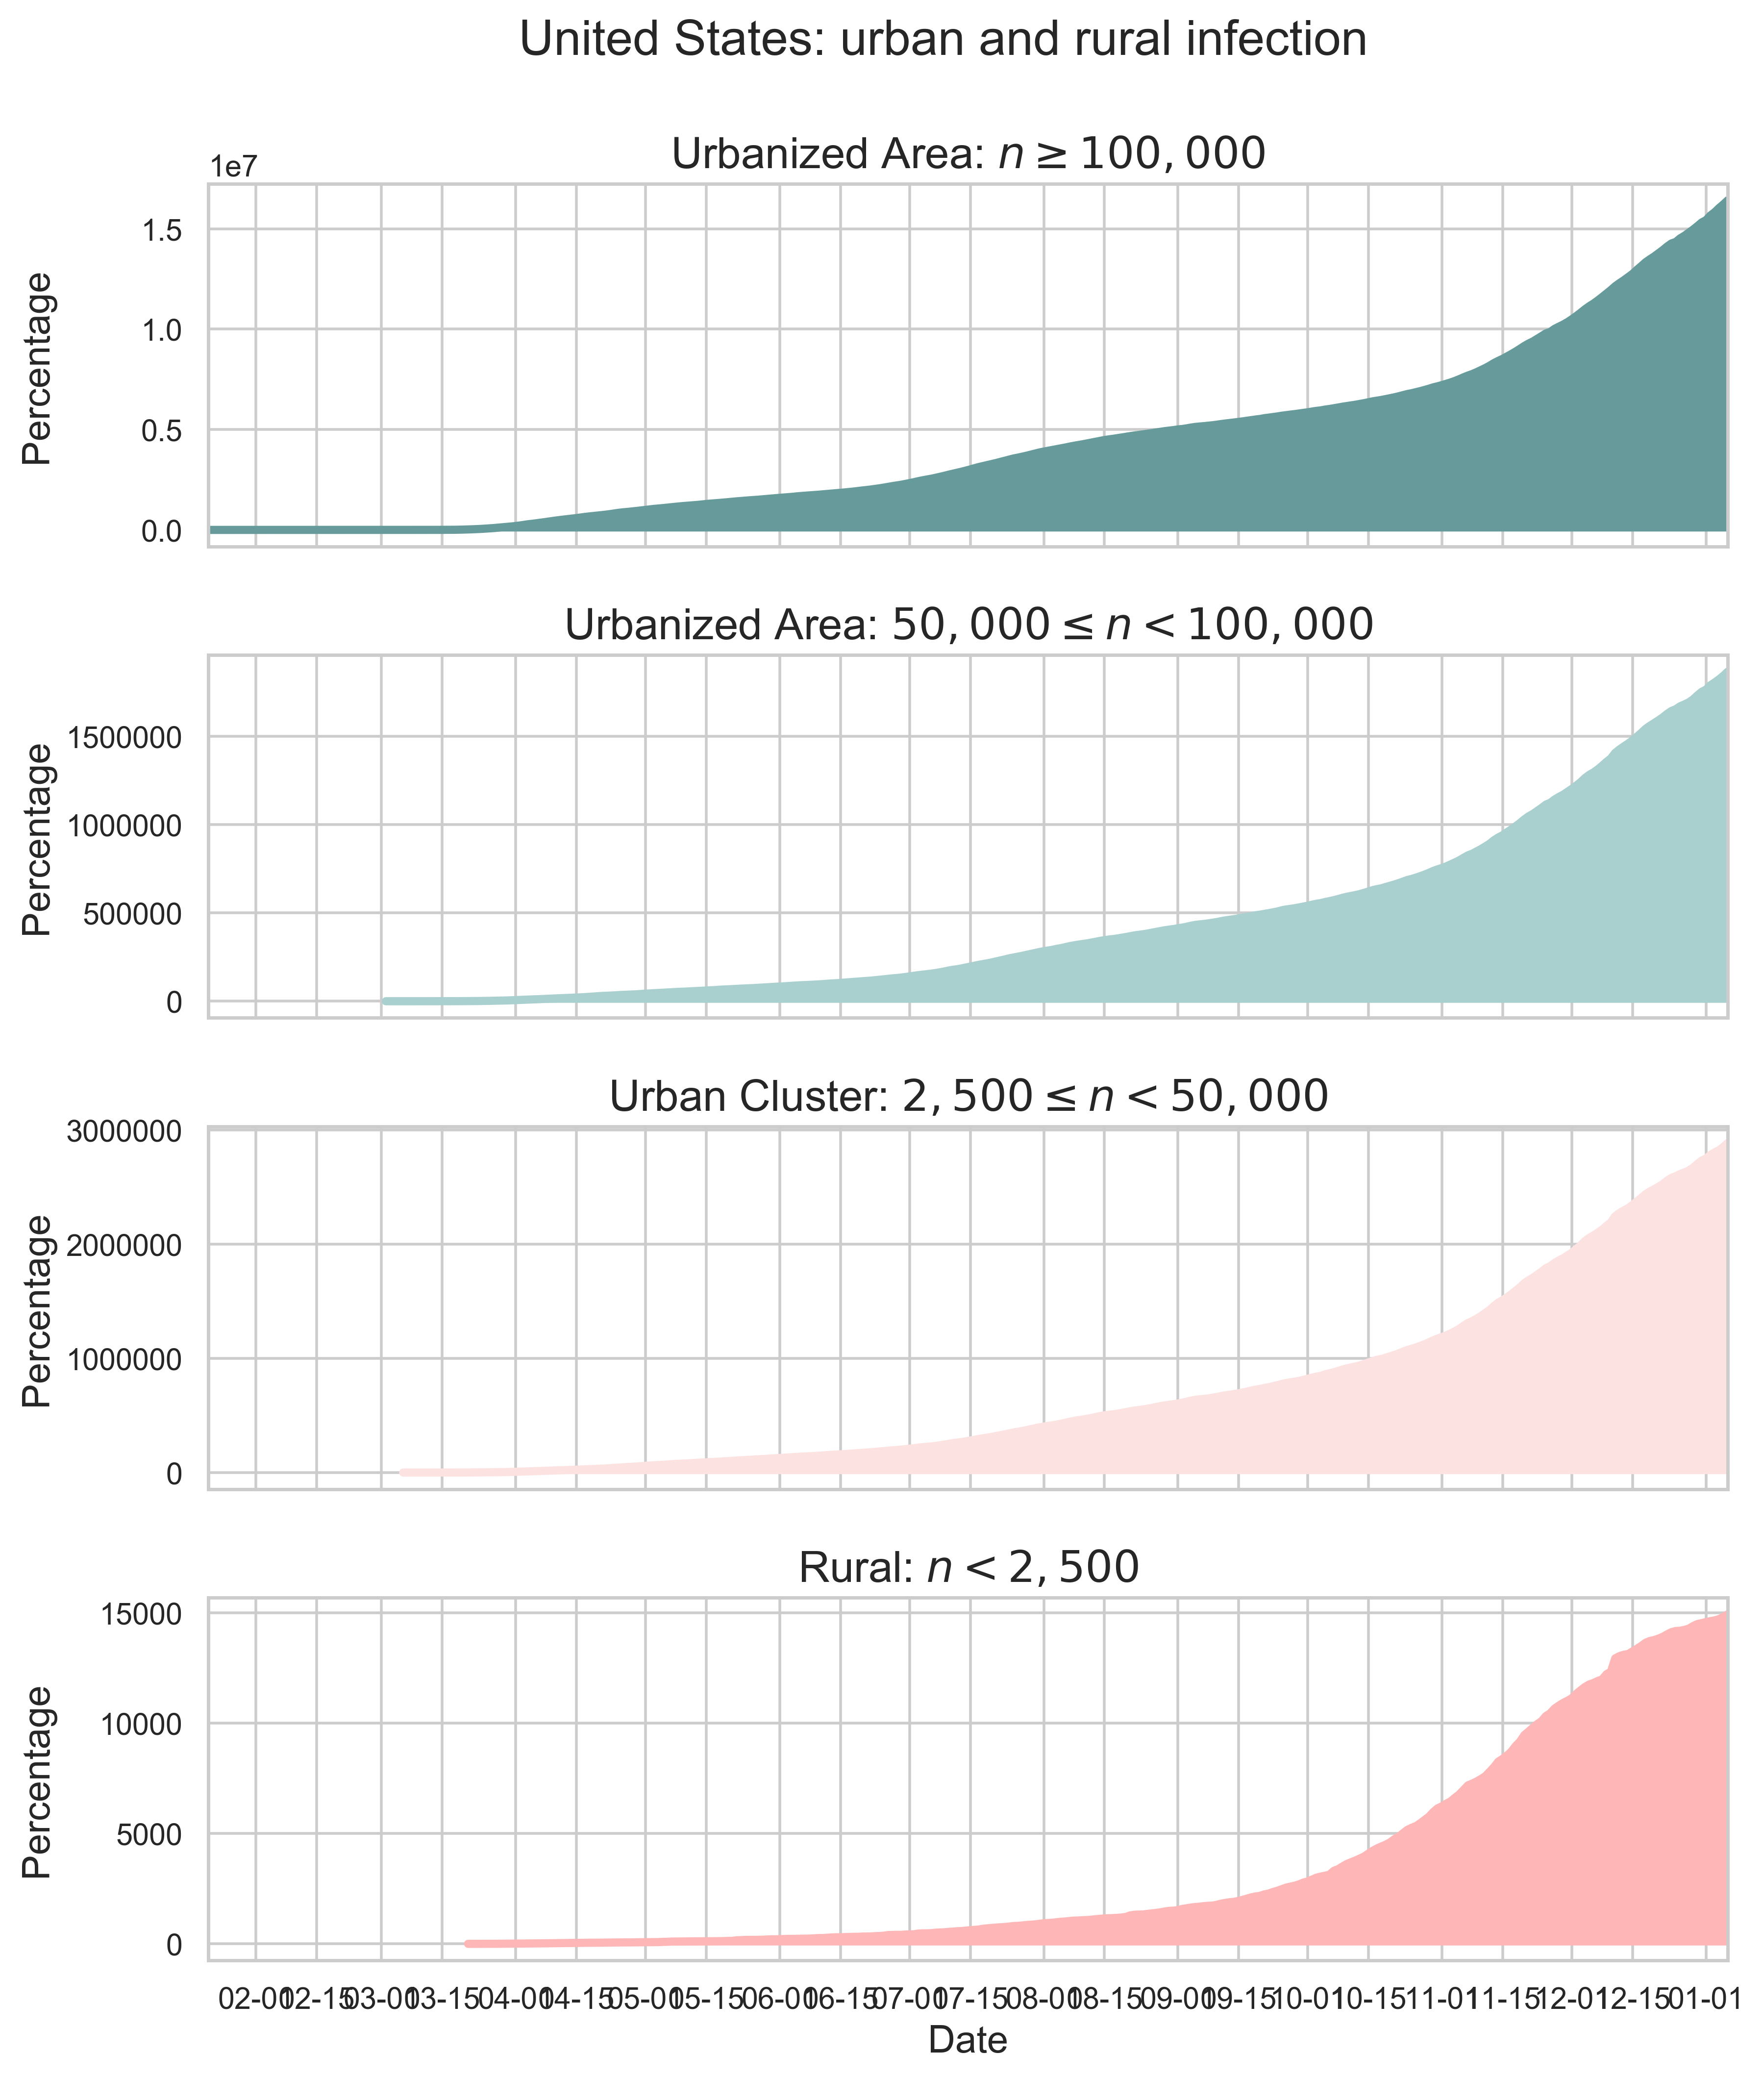 United States: urban and rural infection
Urbanized Area: n ≥ 100,000
1e7
1.5
1.0
0.5
0.0
Percentage
Urbanized Area: 50,000 ≤ n < 100,000
1500000
1000000
500000
0
Percentage
Urban Cluster: 2,500 ≤ n < 50,000
3000000
2000000
1000000
0
Percentage
Rural: n < 2,500
15000
10000
5000
0
Percentage
02-01 02-15 03-01 03-15 04-01 04-15 05-01 05-15 06-01 06-15 07-01 07-15 08-01 08-15 09-01 09-15 10-01 10-15 11-01 11-15 12-01 12-15 01-01
Date